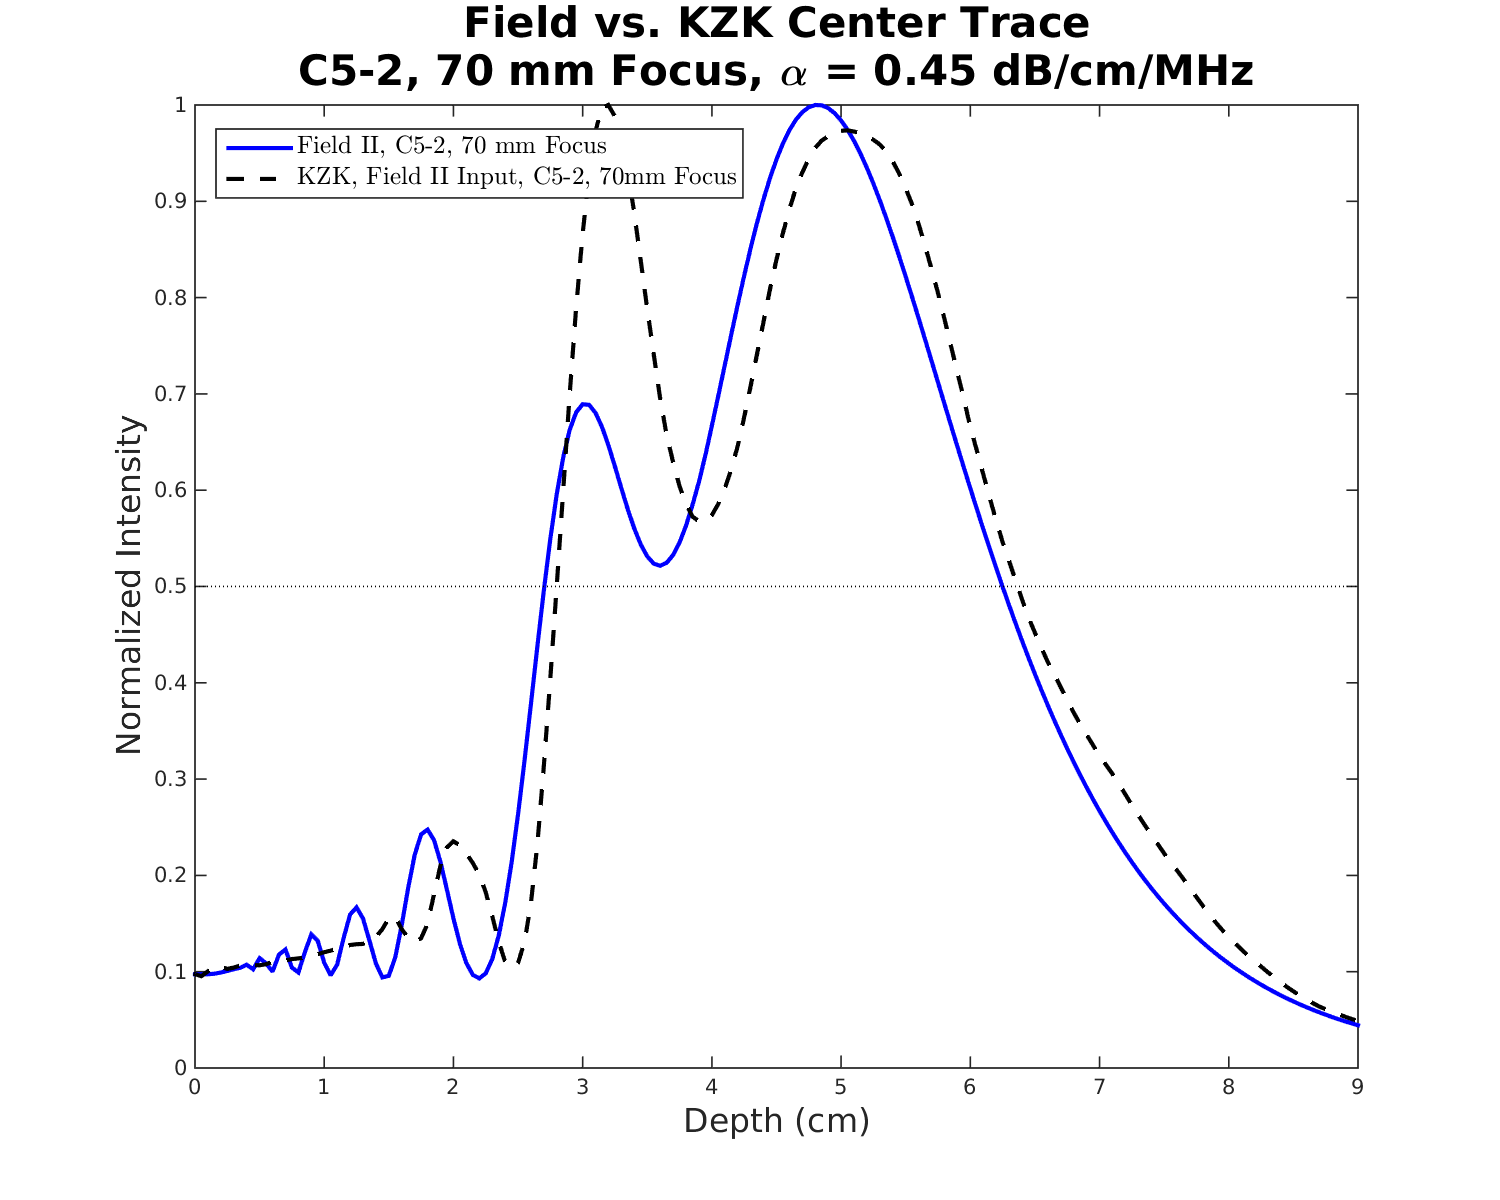 Field vs. KZK Center Trace
C5-2, 70 mm Focus, α = 0.45 dB/cm/MHz
Field II, C5-2, 70 mm Focus
KZK, Field II Input, C5-2, 70mm Focus
Normalized Intensity
1
0.9
0.8
0.7
0.6
0.5
0.4
0.3
0.2
0.1
0
0 1 2 3 4 5 6 7 8 9
Depth (cm)